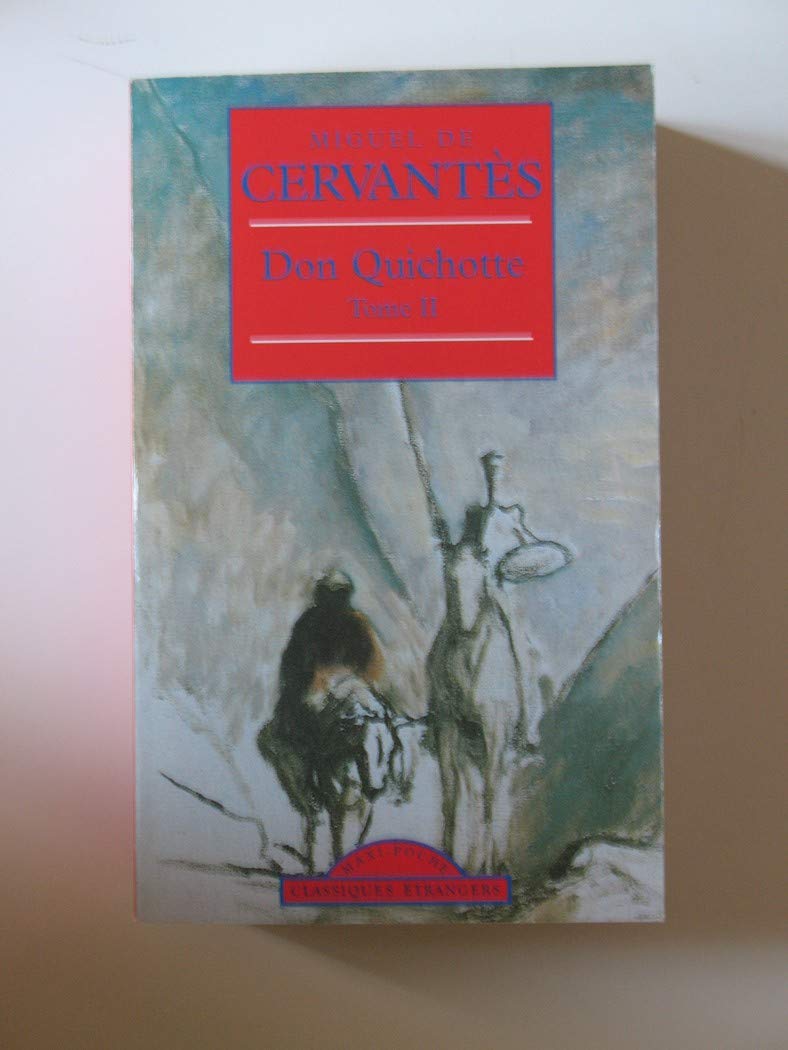 MIGUEL DE
CERVANTÈS
Don Quichotte
Tome II
MAXI-POCHE
CLASSIQUES ÉTRANGERS